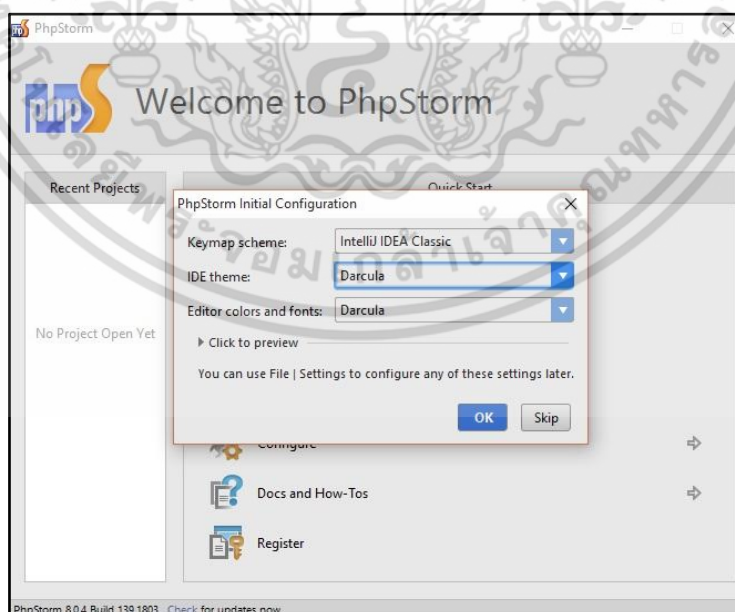 PhpStorm
php
Welcome to PhpStorm
Recent Projects
Quick Start
PhpStorm Initial Configuration
Keymap scheme: IntelliJ IDEA Classic
IDE theme: Darcula
Editor colors and fonts: Darcula
No Project Open Yet
Click to preview
You can use File | Settings to configure any of these settings later.
OK Skip
Configure
Docs and How-Tos
Register
PhpStorm 8.0.4 Build 139.1803. Check for updates now.